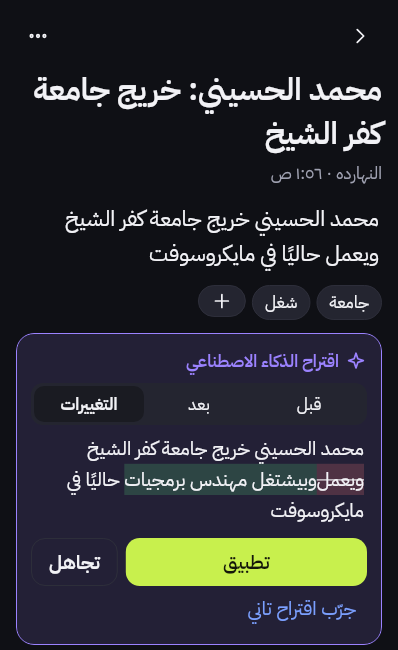 محمد الحسيني: خريج جامعة
كفر الشيخ
النهارده · ١:٥٦ ص
محمد الحسيني خريج جامعة كفر الشيخ
ويعمل حاليًا في مايكروسوفت
جامعة شغل +
اقتراح الذكاء الاصطناعي
قبل بعد التغييرات
محمد الحسيني خريج جامعة كفر الشيخ
ويعمل وبيشتغل مهندس برمجيات حاليًا في
مايكروسوفت
تطبيق تجاهل
جرّب اقتراح تاني